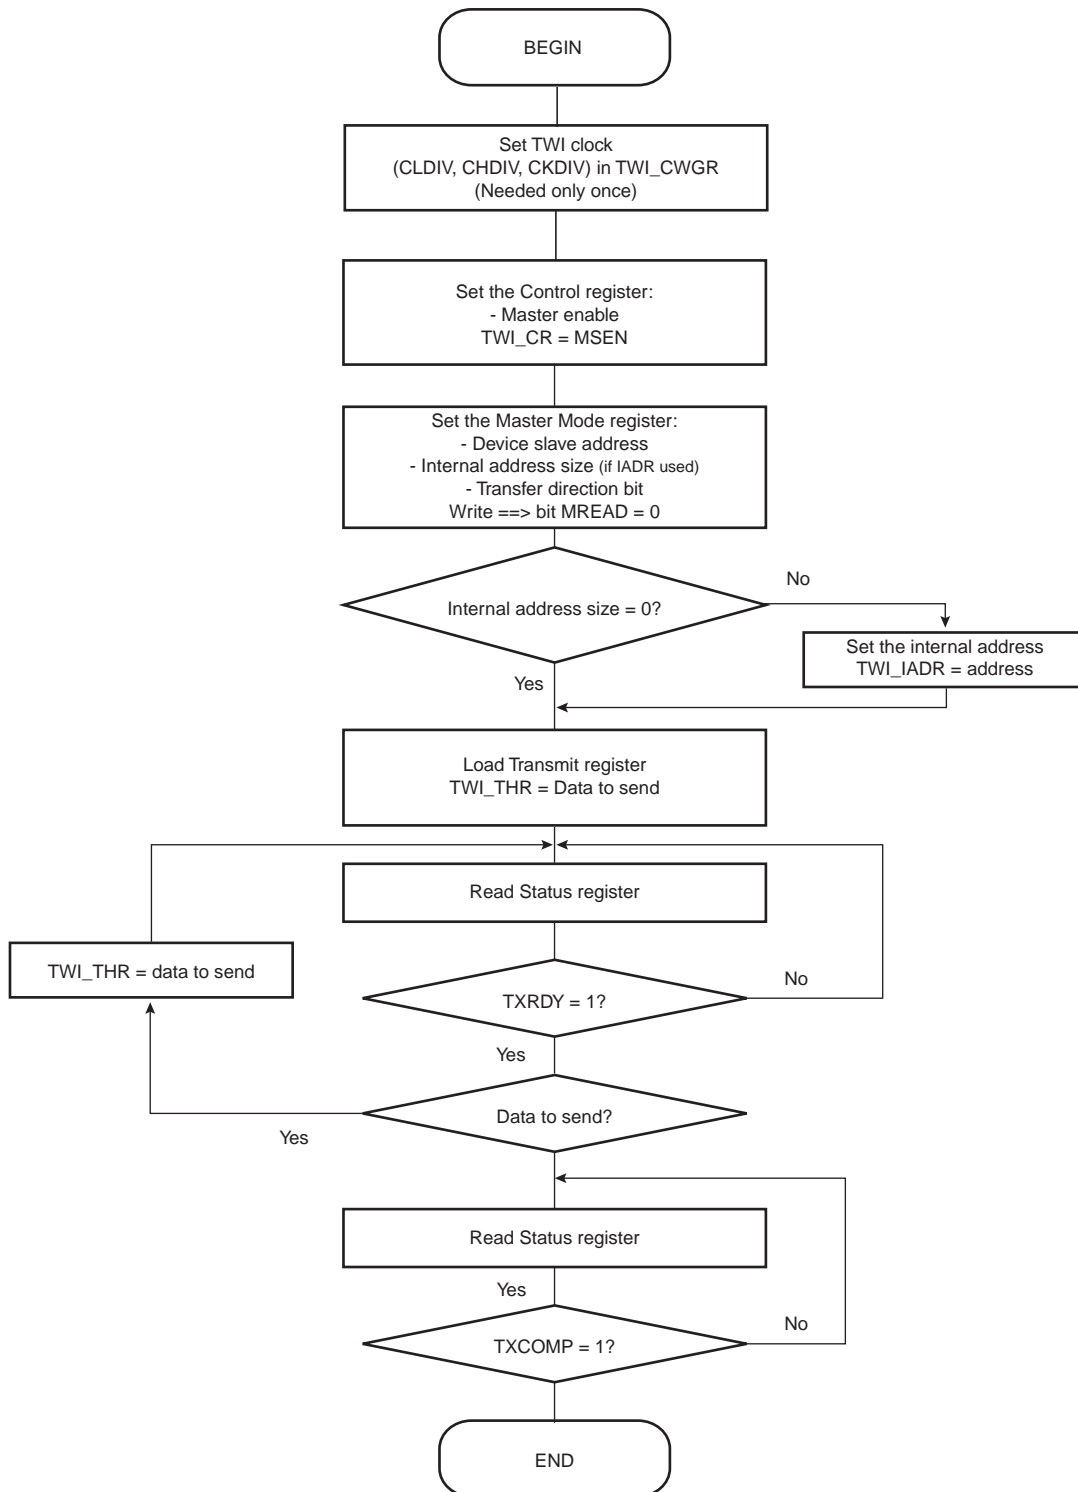 BEGIN
Set TWI clock
(CLDIV, CHDIV, CKDIV) in TWI_CWGR
(Needed only once)
Set the Control register:
- Master enable
TWI_CR = MSEN
Set the Master Mode register:
- Device slave address
- Internal address size (if IADR used)
- Transfer direction bit
Write ==> bit MREAD = 0
No
Internal address size = 0?
Set the internal address
TWI_IADR = address
Yes
Load Transmit register
TWI_THR = Data to send
Read Status register
TWI_THR = data to send
No
TXRDY = 1?
Yes
Data to send?
Yes
Read Status register
Yes
No
TXCOMP = 1?
END